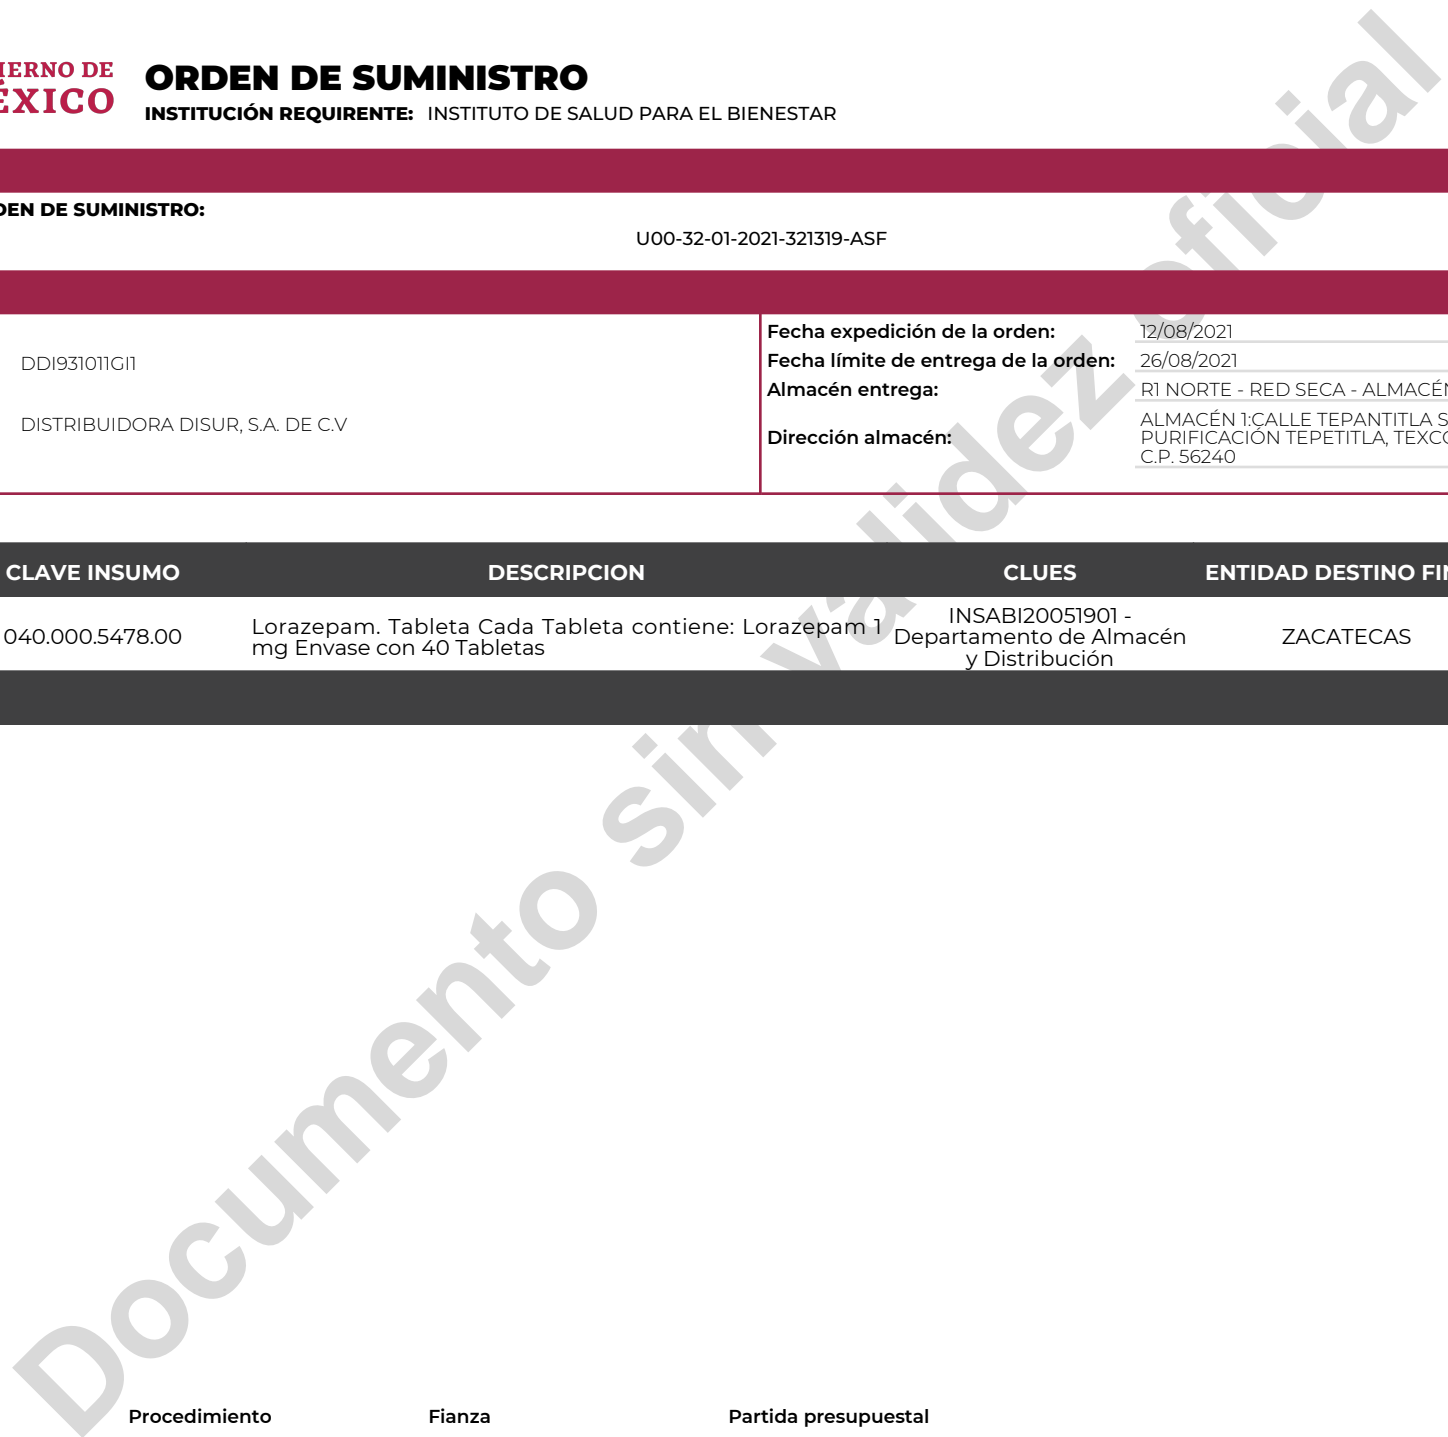 IERNO DE
ÉXICO
ORDEN DE SUMINISTRO
INSTITUCIÓN REQUIRENTE: INSTITUTO DE SALUD PARA EL BIENESTAR
DEN DE SUMINISTRO:
U00-32-01-2021-321319-ASF
DDI931011GI1
DISTRIBUIDORA DISUR, S.A. DE C.V
Fecha expedición de la orden: 12/08/2021
Fecha límite de entrega de la orden: 26/08/2021
Almacén entrega: R1 NORTE - RED SECA - ALMACÉN
Dirección almacén: ALMACÉN 1:CALLE TEPANTITLA S
PURIFICACIÓN TEPETITLA, TEXCO
C.P. 56240
CLAVE INSUMO DESCRIPCION CLUES ENTIDAD DESTINO FIN
040.000.5478.00
Lorazepam. Tableta Cada Tableta contiene: Lorazepam 1
mg Envase con 40 Tabletas
INSABI20051901 -
Departamento de Almacén
y Distribución
ZACATECAS
Documento sin validez oficial
Procedimiento Fianza Partida presupuestal